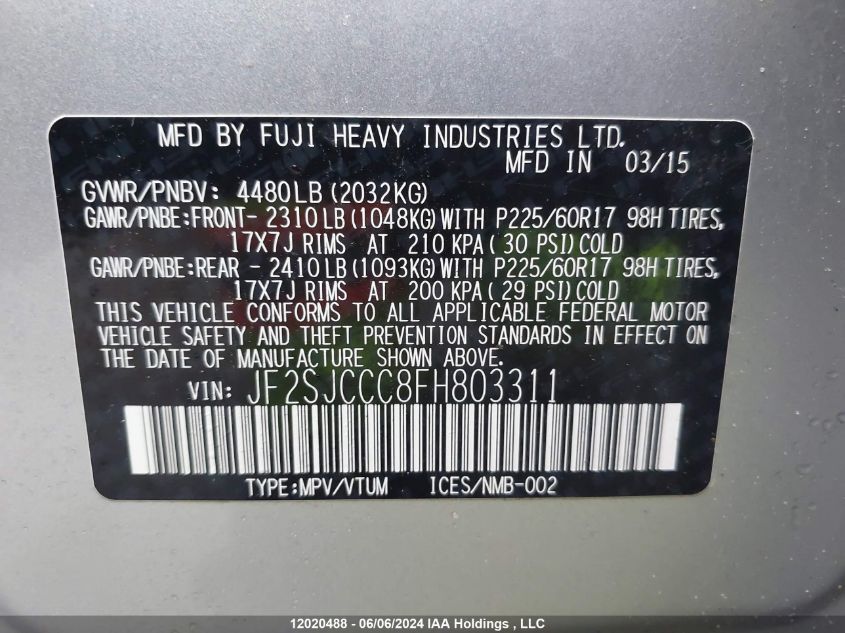 MFD BY FUJI HEAVY INDUSTRIES LTD.
MFD IN 03/15
GVWR/PNBV: 4480LB(2032KG)
GAWR/PNBE:FRONT- 2310LB(1048KG)WITH P225/60R17 98H TIRES,
17X7J RIMS AT 210 KPA( 30 PSI)COLD
GAWR/PNBE:REAR - 2410LB(1093KG)WITH P225/60R17 98H TIRES,
17X7J RIMS AT 200 KPA( 29 PSI)COLD
THIS VEHICLE CONFORMS TO ALL APPLICABLE FEDERAL MOTOR
VEHICLE SAFETY AND THEFT PREVENTION STANDARDS IN EFFECT ON
THE DATE OF MANUFACTURE SHOWN ABOVE.
VIN: JF2SJCCC8FH803311
TYPE:MPV/VTUM ICES/NMB-002
12020488 - 06/06/2024 IAA Holdings , LLC